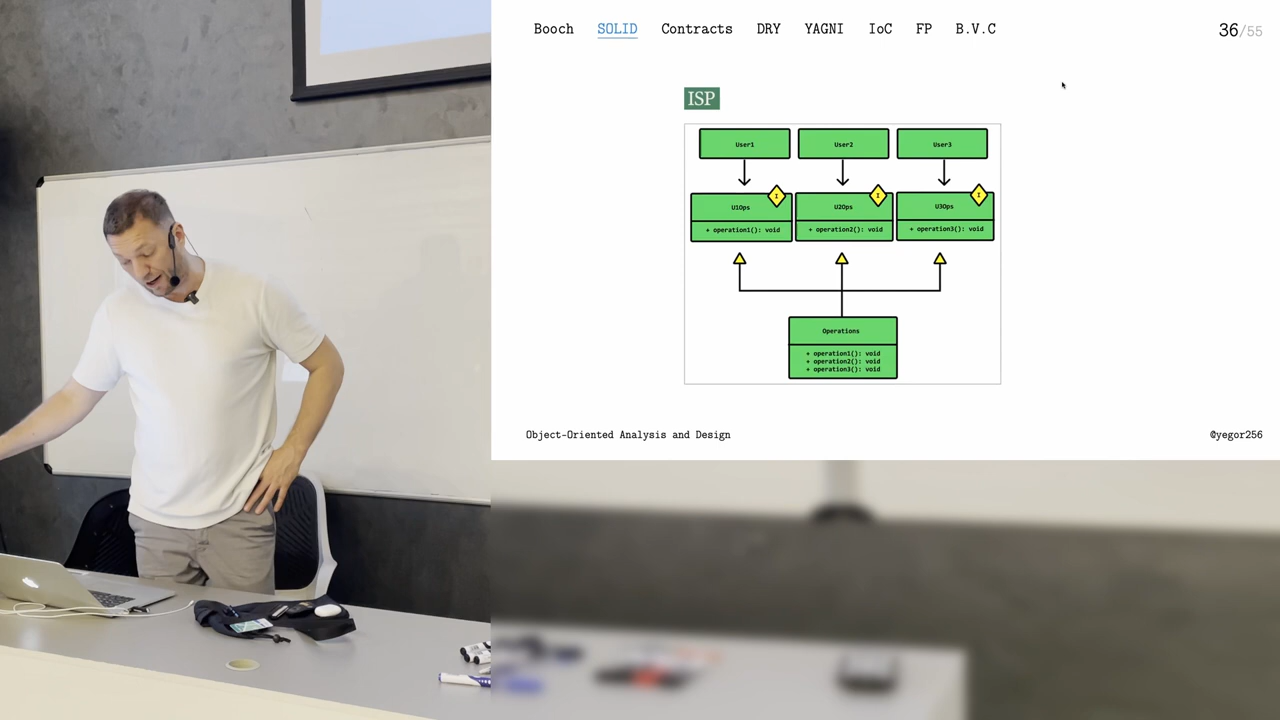 Booch SOLID Contracts DRY YAGNI IoC FP B.V.C 36/55
ISP
User1 User2 User3
I I I
U1Ops U2Ops U3Ops
+ operation1(): void + operation2(): void + operation3(): void
Operations
+ operation1(): void
+ operation2(): void
+ operation3(): void
Object-Oriented Analysis and Design @yegor256